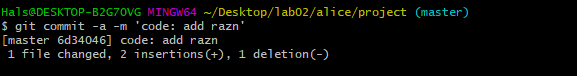 Hals@DESKTOP-B2G7OVG MINGW64 ~/Desktop/lab02/alice/project (master)
$ git commit -a -m 'code: add razn'
[master 6d34046] code: add razn
 1 file changed, 2 insertions(+), 1 deletion(-)